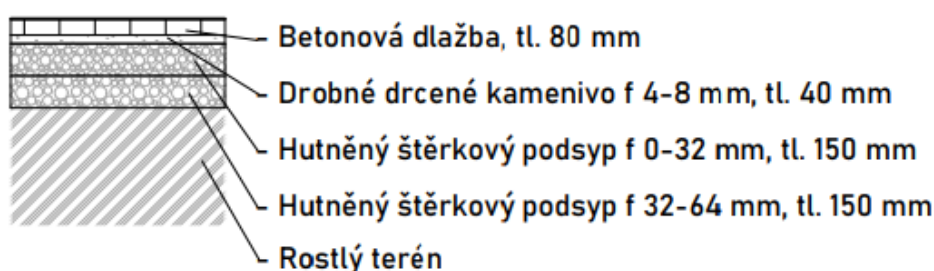 Betonová dlažba, tl. 80 mm
Drobné drcené kamenivo f 4-8 mm, tl. 40 mm
Hutněný štěrkový podsyp f 0-32 mm, tl. 150 mm
Hutněný štěrkový podsyp f 32-64 mm, tl. 150 mm
Rostlý terén